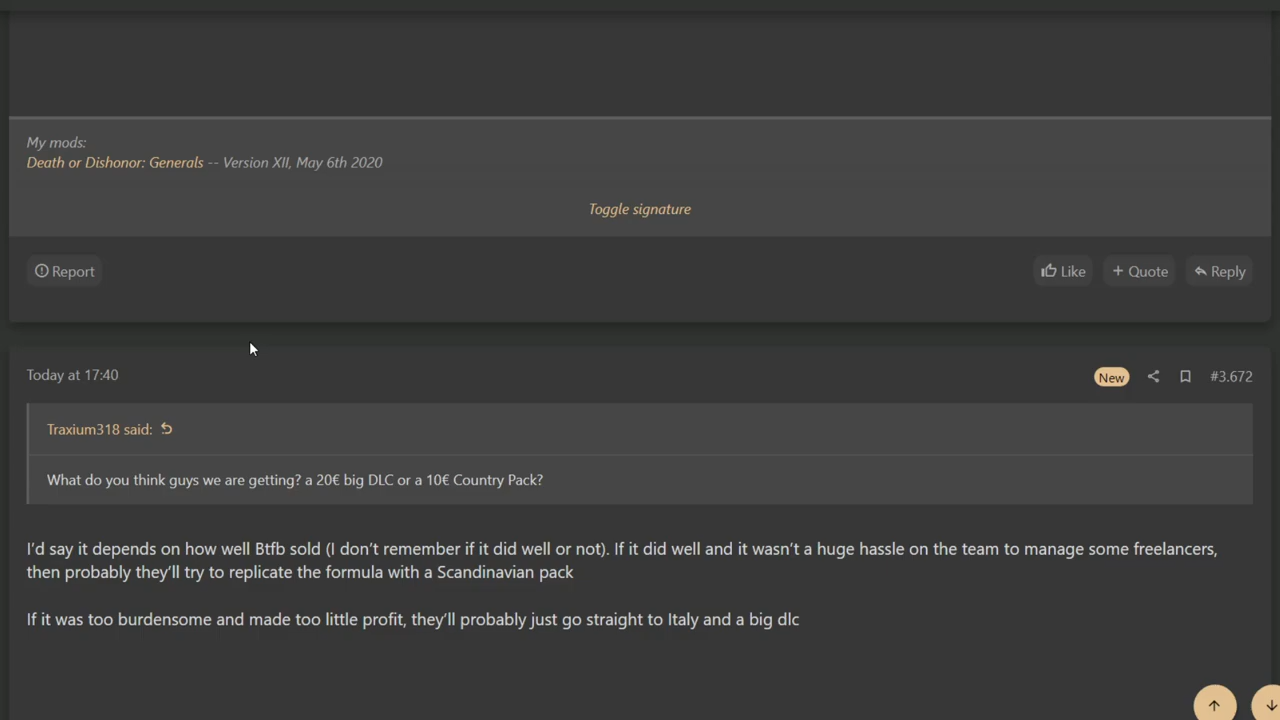 My mods:
Death or Dishonor: Generals -- Version XII, May 6th 2020
Toggle signature
Report
Like
+ Quote
Reply
Today at 17:40
New
#3.672
Traxium318 said:
What do you think guys we are getting? a 20€ big DLC or a 10€ Country Pack?
I'd say it depends on how well Btfb sold (I don't remember if it did well or not). If it did well and it wasn't a huge hassle on the team to manage some freelancers,
then probably they'll try to replicate the formula with a Scandinavian pack
If it was too burdensome and made too little profit, they'll probably just go straight to Italy and a big dlc